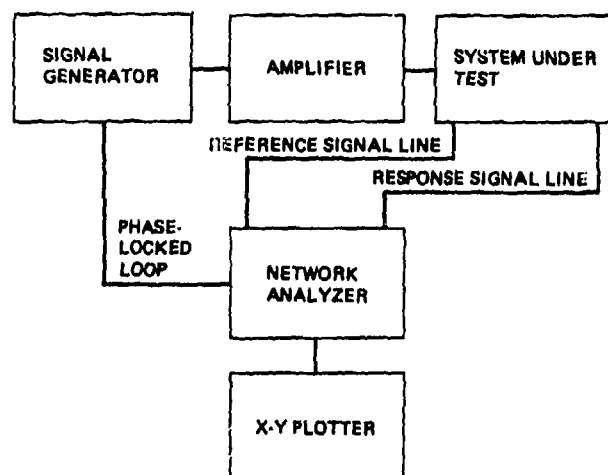 SIGNAL
GENERATOR
AMPLIFIER
SYSTEM UNDER
TEST
REFERENCE SIGNAL LINE
RESPONSE SIGNAL LINE
PHASE-
LOCKED
LOOP
NETWORK
ANALYZER
X-Y PLOTTER